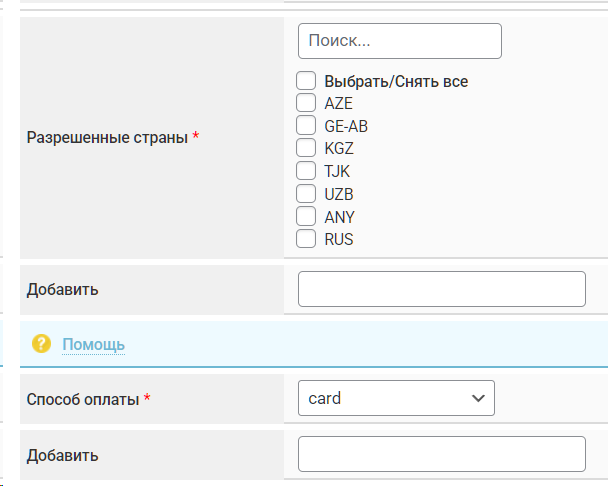 Поиск...
Выбрать/Снять все
AZE
GE-AB
KGZ
Разрешенные страны *
TJK
UZB
ANY
RUS
Добавить
? Помощь
Способ оплаты * card
Добавить